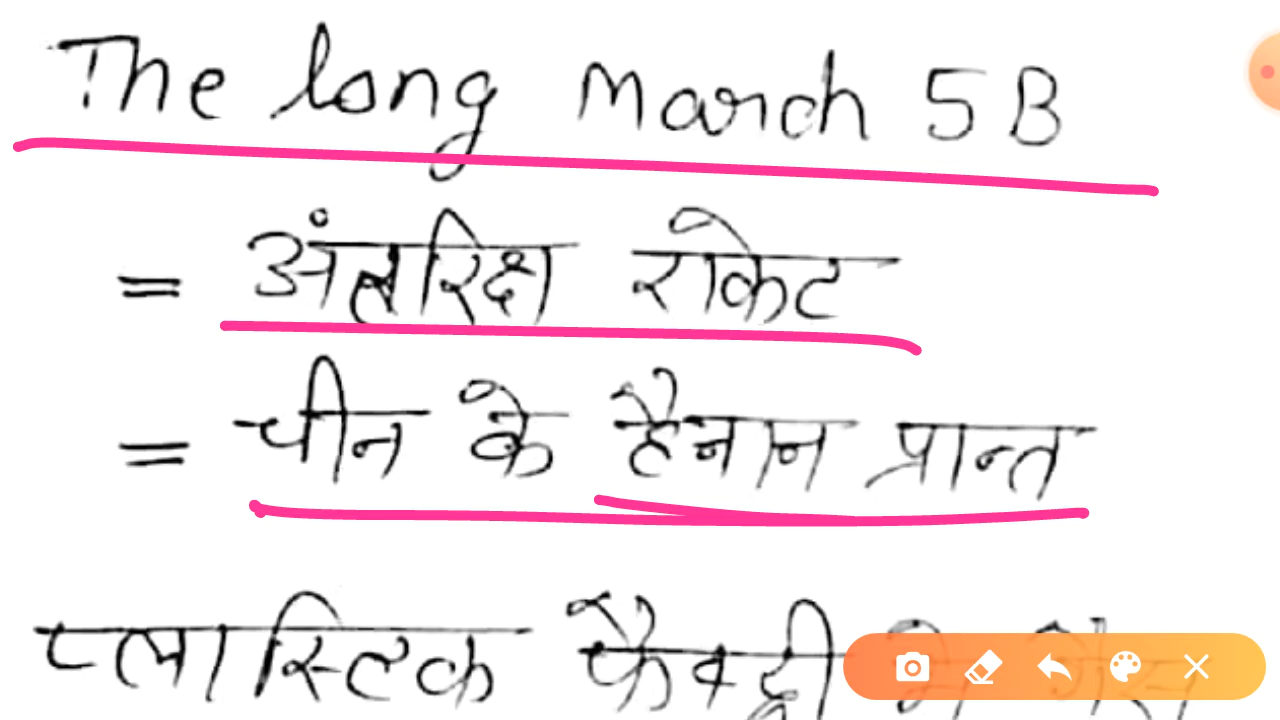 The long March 5B
= अंतरिक्ष रॉकेट
= चीन के हैनान प्रान्त
प्लास्टिक फैक्ट्री में गैस